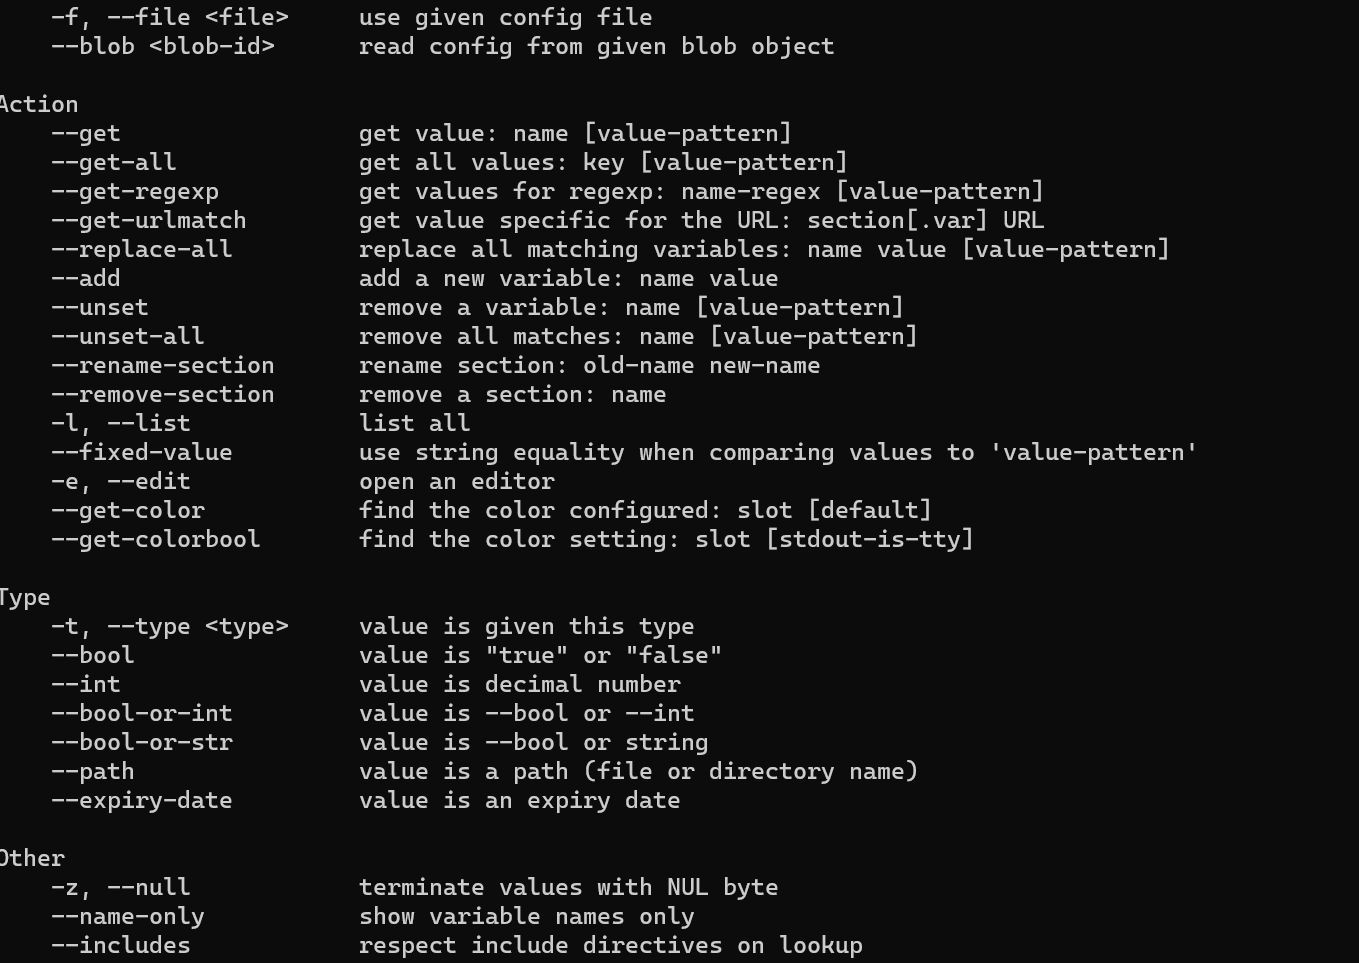 -f, --file <file>     use given config file
--blob <blob-id>      read config from given blob object
Action
--get                 get value: name [value-pattern]
--get-all             get all values: key [value-pattern]
--get-regexp          get values for regexp: name-regex [value-pattern]
--get-urlmatch        get value specific for the URL: section[.var] URL
--replace-all         replace all matching variables: name value [value-pattern]
--add                 add a new variable: name value
--unset               remove a variable: name [value-pattern]
--unset-all           remove all matches: name [value-pattern]
--rename-section      rename section: old-name new-name
--remove-section      remove a section: name
-l, --list            list all
--fixed-value         use string equality when comparing values to 'value-pattern'
-e, --edit            open an editor
--get-color           find the color configured: slot [default]
--get-colorbool       find the color setting: slot [stdout-is-tty]
Type
-t, --type <type>     value is given this type
--bool                value is "true" or "false"
--int                 value is decimal number
--bool-or-int         value is --bool or --int
--bool-or-str         value is --bool or string
--path                value is a path (file or directory name)
--expiry-date         value is an expiry date
Other
-z, --null            terminate values with NUL byte
--name-only           show variable names only
--includes            respect include directives on lookup